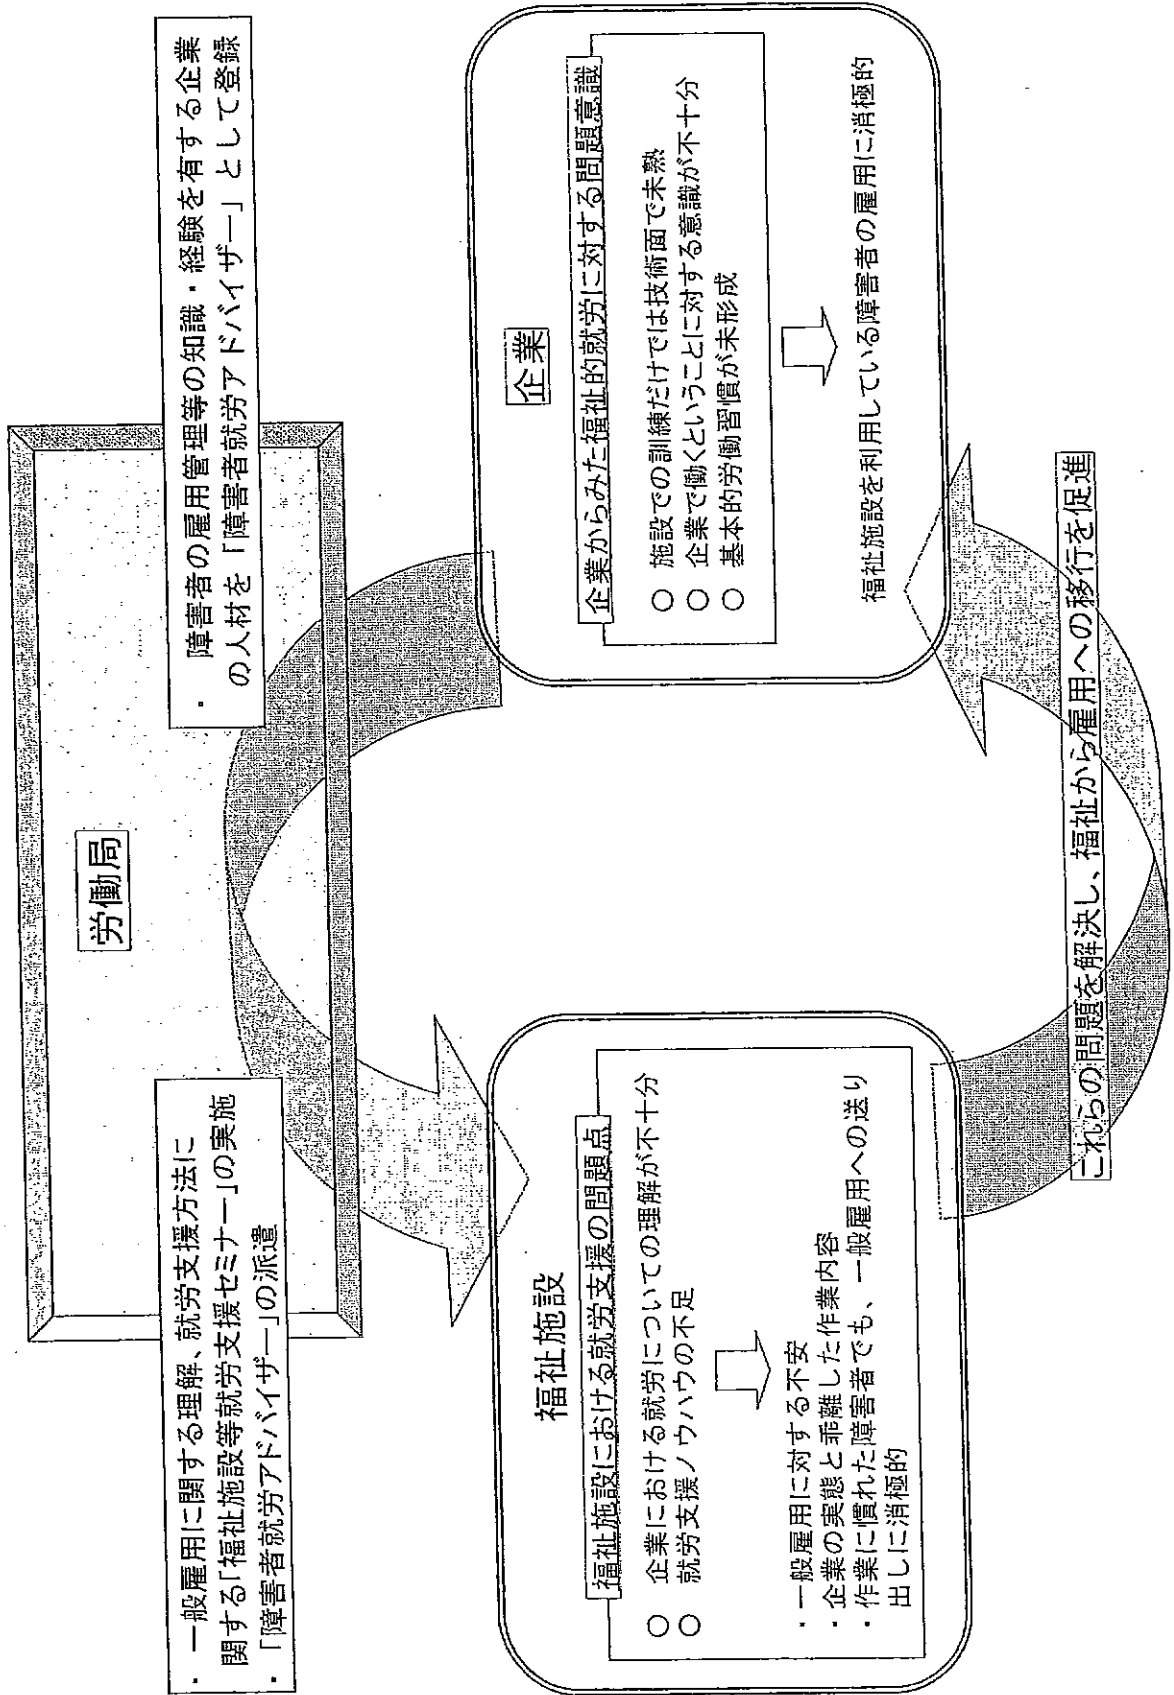 労働局
・ 一般雇用に関する理解、就労支援方法に
関する「福祉施設等就労支援セミナー」の実施
・ 「障害者就労アドバイザー」の派遣
・ 障害者の雇用管理等の知識・経験を有する企業
の人材を「障害者就労アドバイザー」として登録
福祉施設
福祉施設における就労支援の問題点
○ 企業における就労についての理解が不十分
○ 就労支援ノウハウの不足
・一般雇用に対する不安
・企業の実態と乖離した作業内容
・作業に慣れた障害者でも、一般雇用への送り
出しに消極的
企業
企業からみた福祉的就労に対する問題意識
○ 施設での訓練だけでは技術面で未熟
○ 企業で働くということに対する意識が不十分
○ 基本的労働習慣が未形成
福祉施設を利用している障害者の雇用に消極的
これらの問題を解決し、福祉から雇用への移行を促進